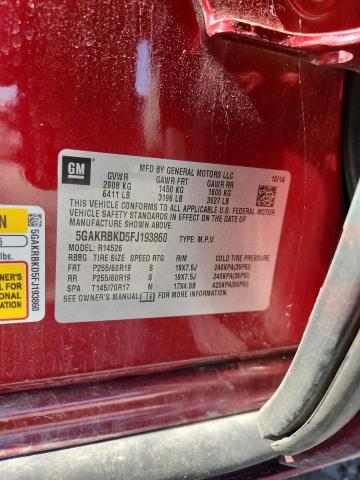 GM
MFD BY GENERAL MOTORS LLC
10/14
GVWR GAWR FRT GAWR RR
2908 KG 1450 KG 1600 KG
6411 LB 3196 LB 3527 LB
THIS VEHICLE CONFORMS TO ALL APPLICABLE U.S. FEDERAL MOTOR
VEHICLE SAFETY STANDARDS IN EFFECT ON THE DATE OF
MANUFACTURE SHOWN ABOVE.
5GAKRBKD5FJ193860 TYPE: M.P.V.
MODEL: R14526
RBBG TIRE SIZE SPEED RTG RIM COLD TIRE PRESSURE
FRT P255/60R19 S 19X7.5J 240KPA(35PSI)
RR P255/60R19 S 19X7.5J 240KPA(35PSI)
SPA T145/70R17 M 17X4.5B 420KPA(60PSI)
SEE OWNER'S MANUAL
5GAKRBKD5FJ193860